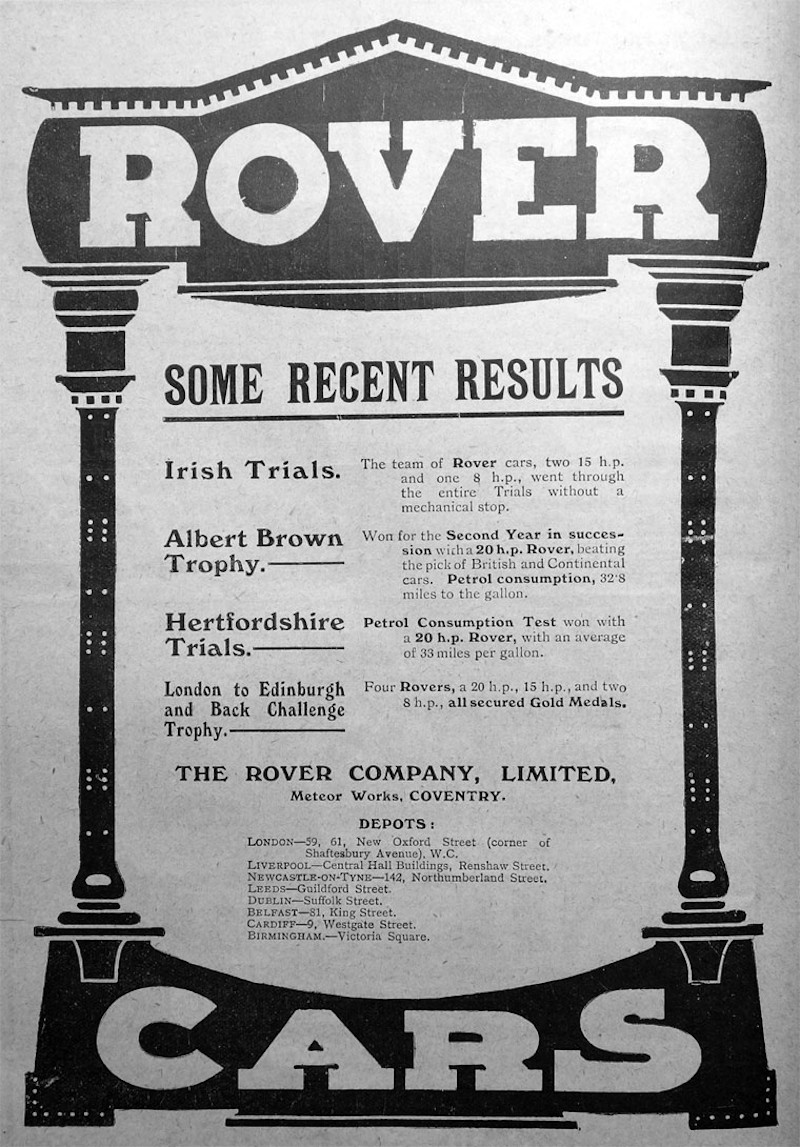 ROVER
SOME RECENT RESULTS
Irish Trials.
The team of Rover cars, two 15 h.p.
and one 8 h.p., went through
the entire Trials without a
mechanical stop.
Albert Brown
Trophy.—
Won for the Second Year in succes-
sion with a 20 h.p. Rover, beating
the pick of British and Continental
cars. Petrol consumption, 32·8
miles to the gallon.
Hertfordshire
Trials.—
Petrol Consumption Test won with
a 20 h.p. Rover, with an average
of 33 miles per gallon.
London to Edinburgh
and Back Challenge
Trophy.—
Four Rovers, a 20 h.p., 15 h.p., and two
8 h.p., all secured Gold Medals.
THE ROVER COMPANY, LIMITED,
Meteor Works, COVENTRY.
DEPOTS:
LONDON—59, 61, New Oxford Street (corner of
Shaftesbury Avenue), W.C.
LIVERPOOL—Central Hall Buildings, Renshaw Street.
NEWCASTLE-ON-TYNE—142, Northumberland Street.
LEEDS—Guildford Street.
DUBLIN—Suffolk Street.
BELFAST—81, King Street.
CARDIFF—9, Westgate Street.
BIRMINGHAM.—Victoria Square.
CARS